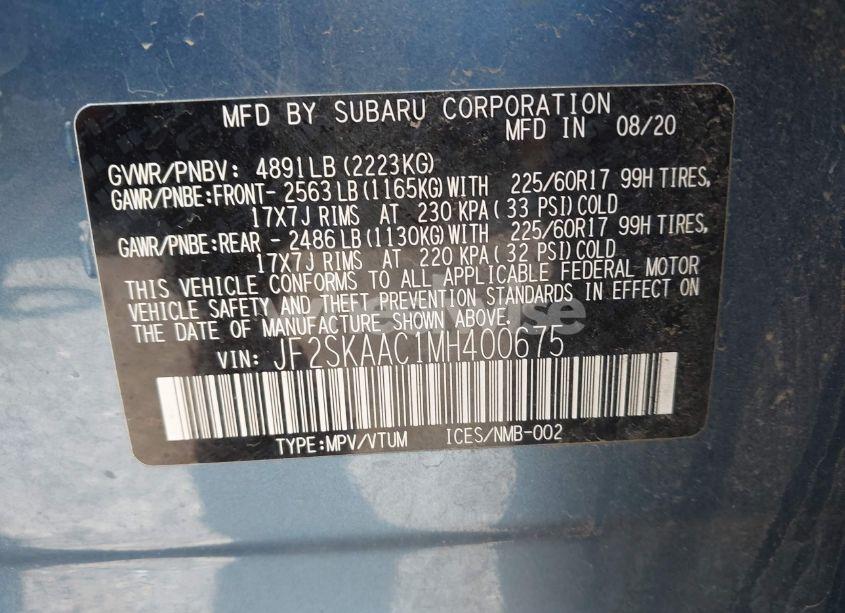 MFD BY SUBARU CORPORATION
MFD IN 08/20
GVWR/PNBV: 4891LB (2223KG)
GAWR/PNBE:FRONT- 2563LB (1165KG)WITH 225/60R17 99H TIRES,
17X7J RIMS AT 230 KPA(33 PSI)COLD
GAWR/PNBE:REAR - 2486LB (1130KG)WITH 225/60R17 99H TIRES,
17X7J RIMS AT 220 KPA(32 PSI)COLD
THIS VEHICLE CONFORMS TO ALL APPLICABLE FEDERAL MOTOR
VEHICLE SAFETY AND THEFT PREVENTION STANDARDS IN EFFECT ON
THE DATE OF MANUFACTURE SHOWN ABOVE.
VIN: JF2SKAAC1MH400675
TYPE:MPV/VTUM ICES/NMB-002